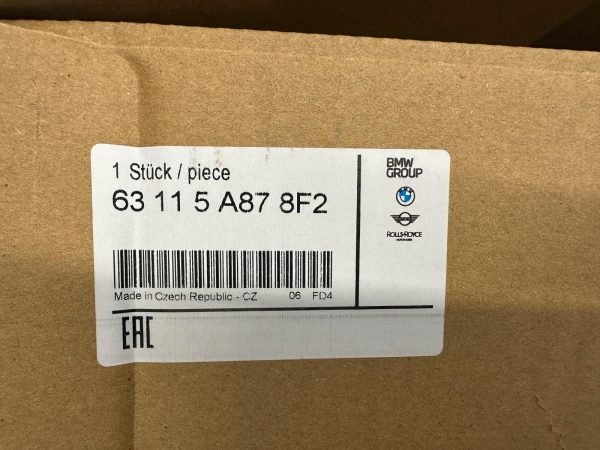 1 Stück / piece
63 11 5 A87 8F2
Made in Czech Republic - CZ 06 FD4
EAC
BMW
GROUP
ROLLS-ROYCE